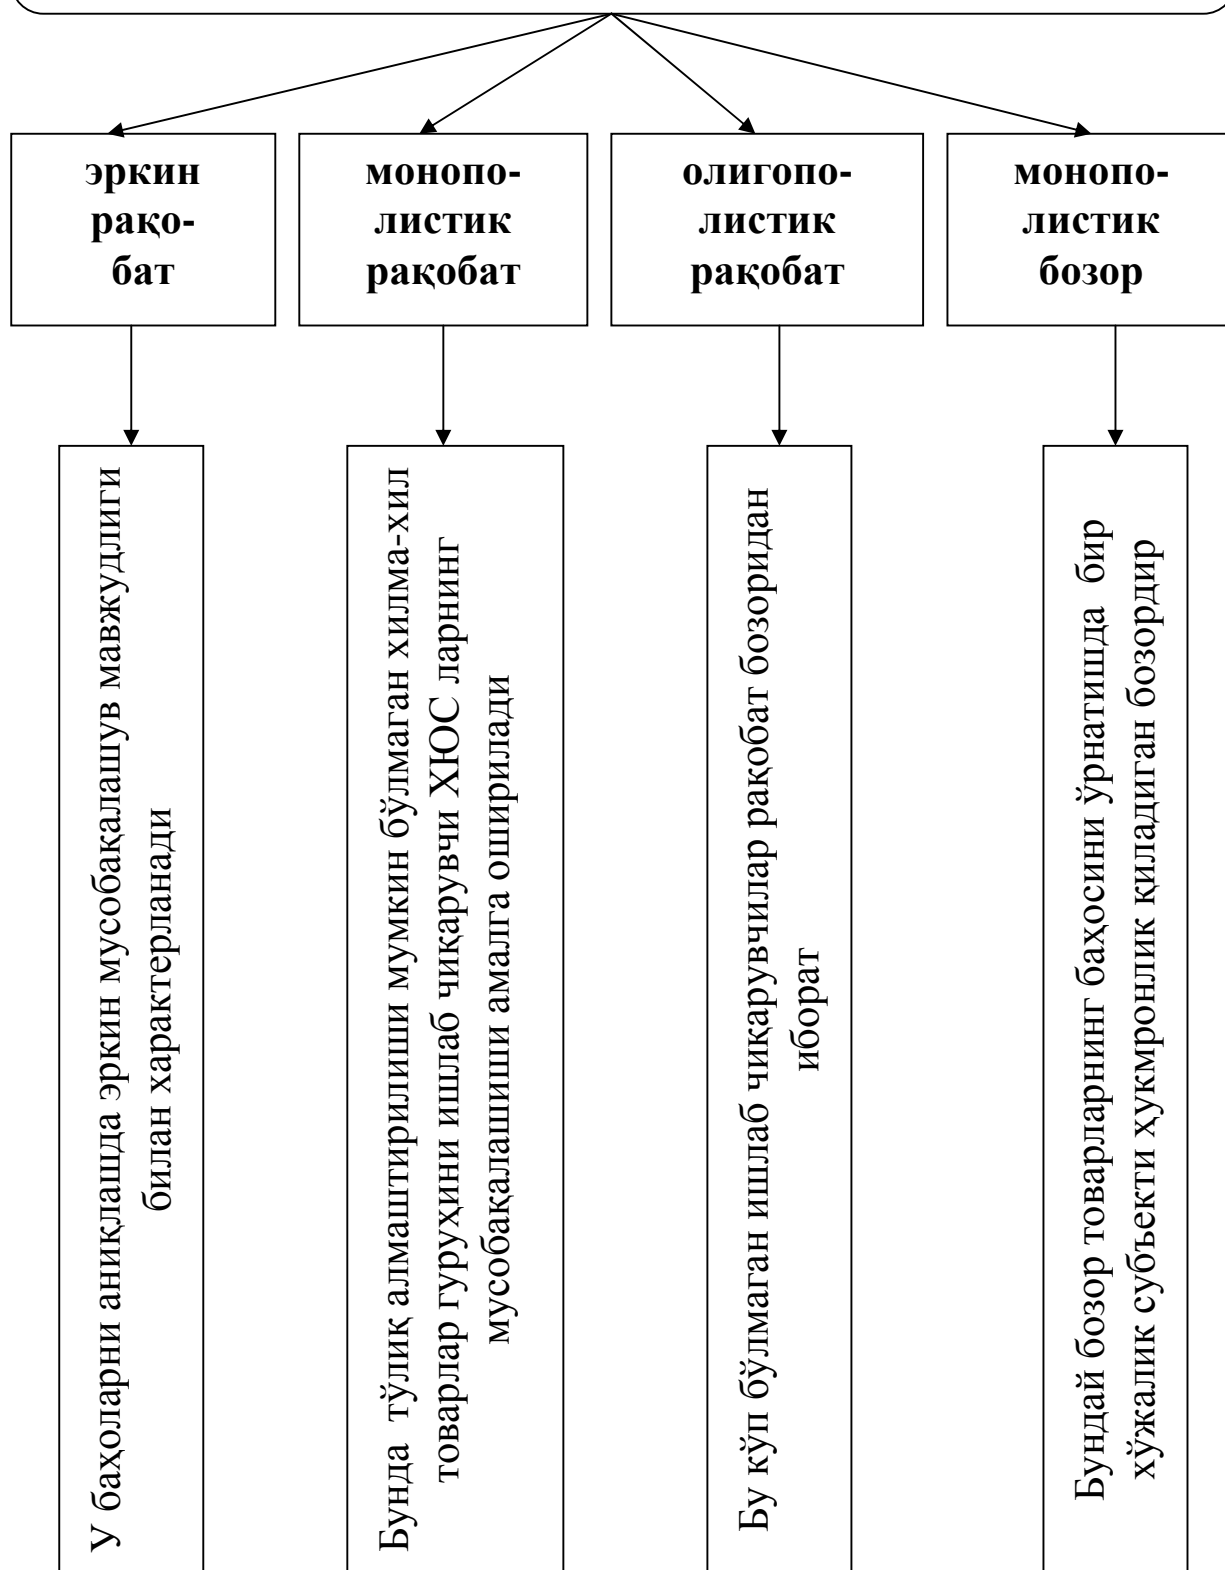 эркин
рақо-
бат
монопо-
листик
рақобат
олигопо-
листик
рақобат
монопо-
листик
бозор
У баҳоларни аниқлашда эркин мусобақалашув мавжудлиги
билан характерланади
Бунда тўлиқ алмаштирилиши мумкин бўлмаган хилма-хил
товарлар гуруҳини ишлаб чиқарувчи ХЮС ларнинг
мусобақалашиши амалга оширилади
Бу кўп бўлмаган ишлаб чиқарувчилар рақобат бозоридан
иборат
Бундай бозор товарларнинг баҳосини ўрнатишда бир
хўжалик субъекти ҳукмронлик қиладиган бозордир